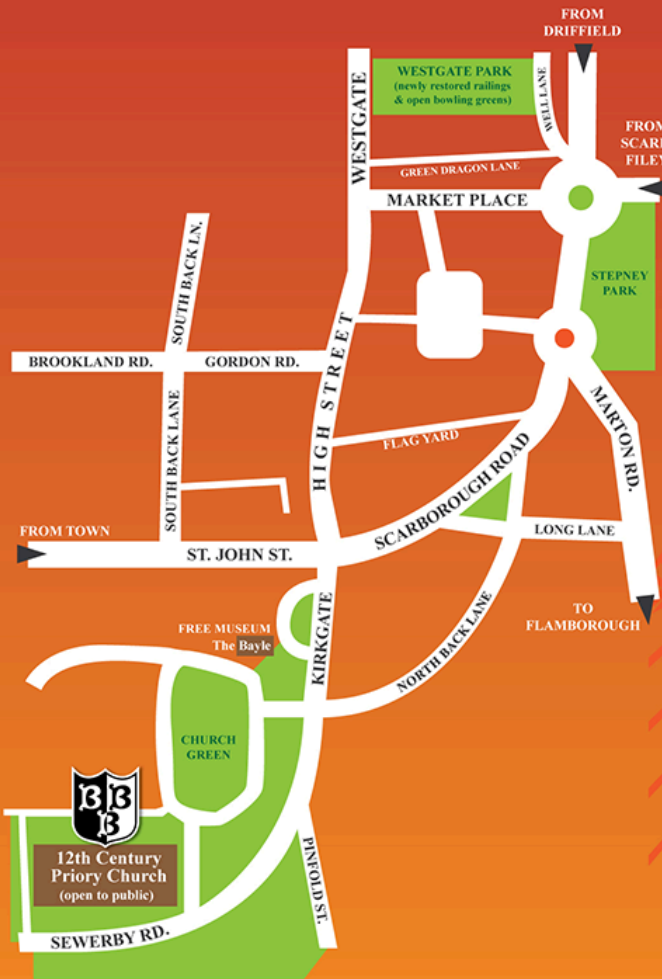 FROM
DRIFFIELD
WESTGATE PARK
(newly restored railings
& open bowling greens)
WELL LANE
WESTGATE
FROM
SCAR
FILEY
GREEN DRAGON LANE
MARKET PLACE
SOUTH BACK LN.
STEPNEY
PARK
BROOKLAND RD.
GORDON RD.
HIGH STREET
MARTON RD.
SOUTH BACK LANE
FLAG YARD
SCARBOROUGH ROAD
FROM TOWN
ST. JOHN ST.
LONG LANE
TO
FLAMBOROUGH
KIRKGATE
NORTH BACK LANE
FREE MUSEUM
The Bayle
CHURCH
GREEN
B B
B
12th Century
Priory Church
(open to public)
PINFOLD ST.
SEWERBY RD.